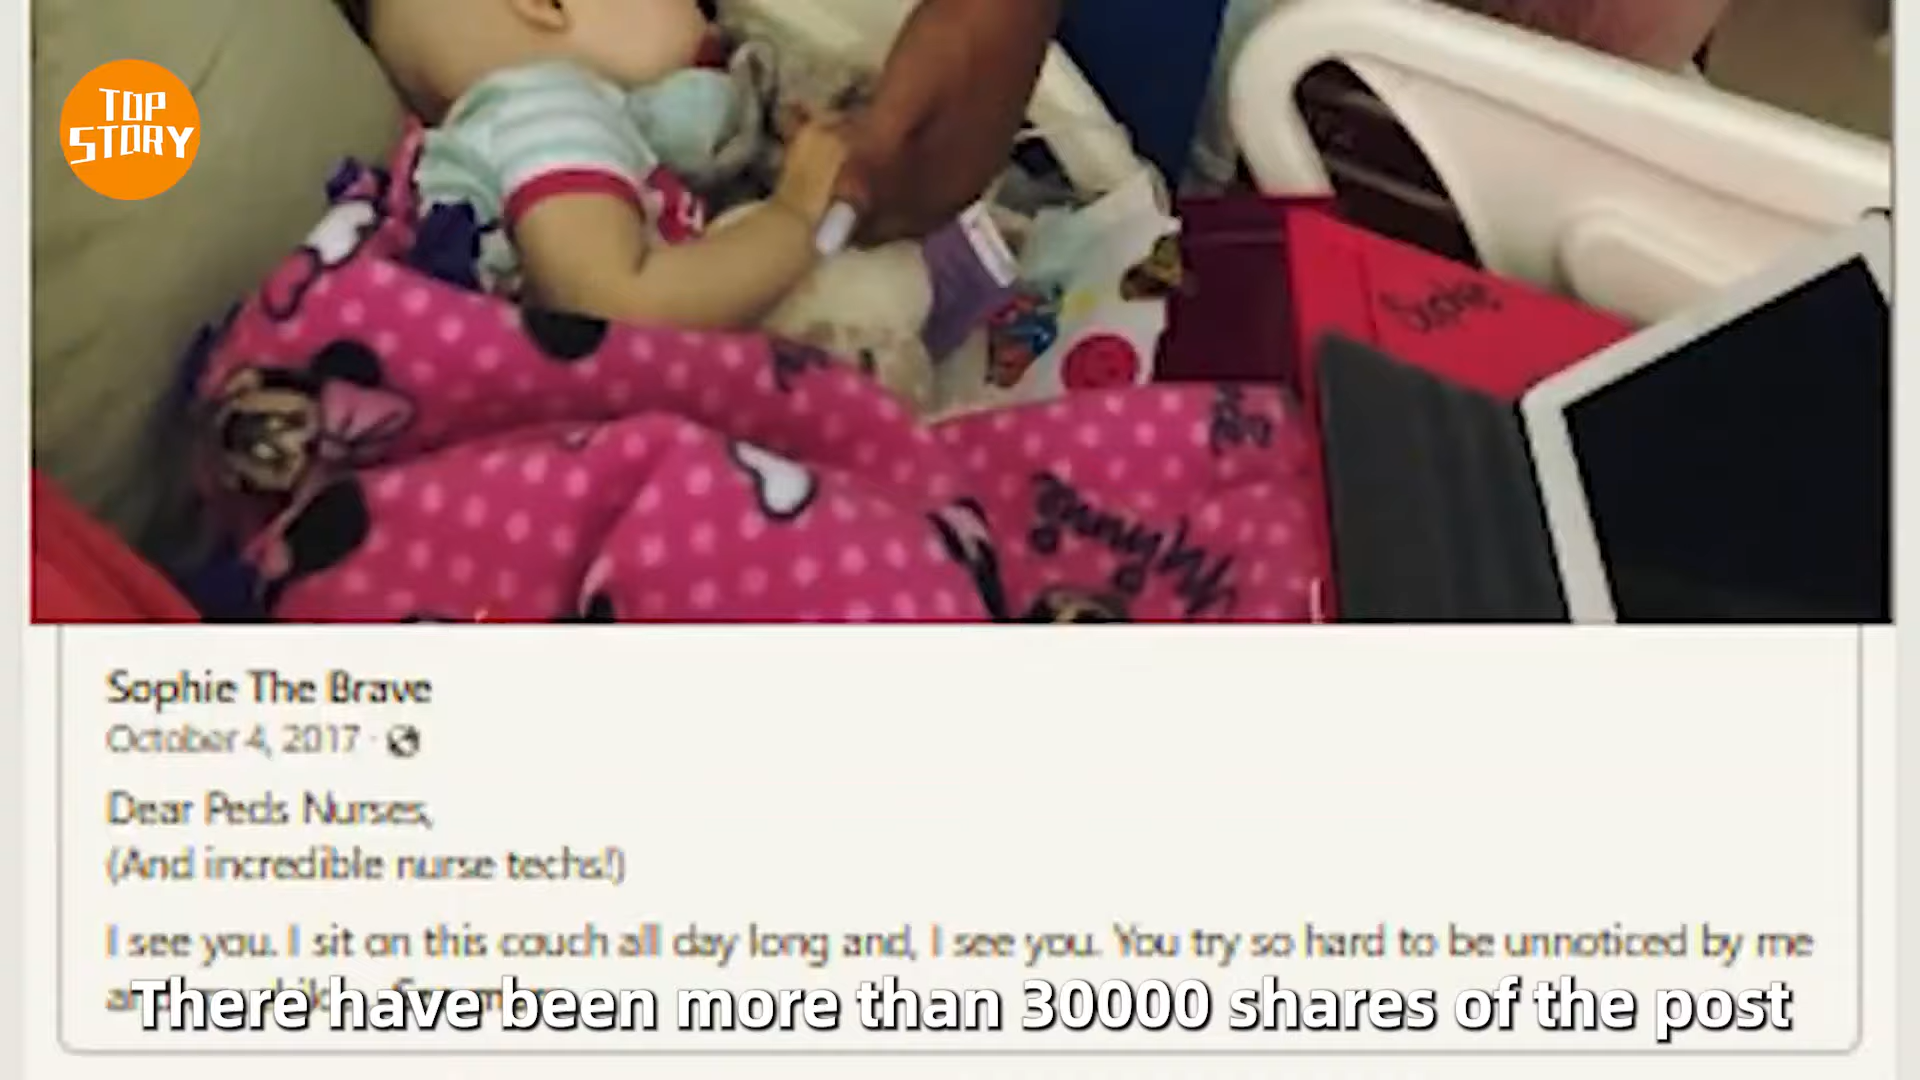 TOP
STORY
Sophie
Sophie The Brave
October 4, 2017 ·
Dear Peds Nurses,
(And incredible nurse techs!)
I see you. I sit on this couch all day long and, I see you. You try so hard to be unnoticed by me
There have been more than 30000 shares of the post